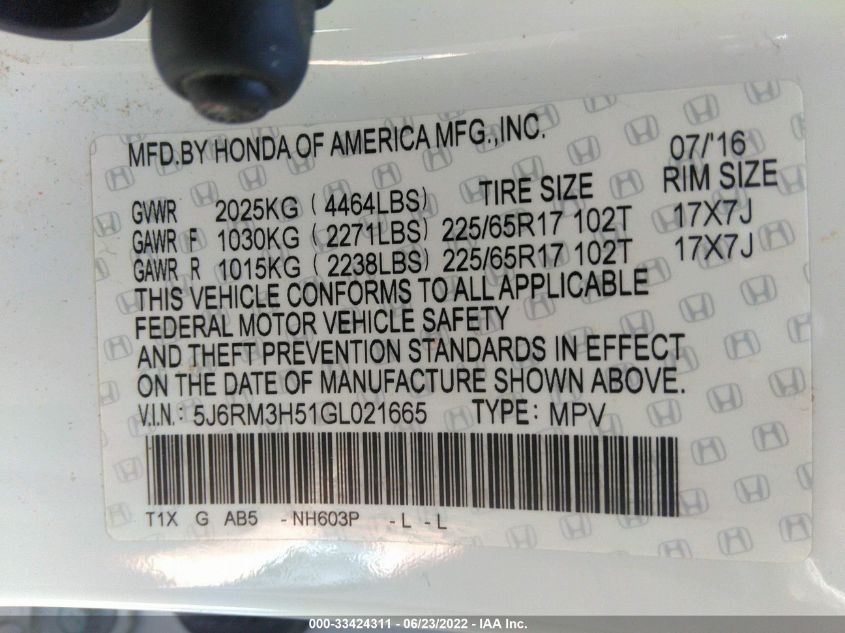 MFD.BY HONDA OF AMERICA MFG.,INC. 07/'16
TIRE SIZE RIM SIZE
GVWR 2025KG (4464LBS)
GAWR F 1030KG (2271LBS) 225/65R17 102T 17X7J
GAWR R 1015KG (2238LBS) 225/65R17 102T 17X7J
THIS VEHICLE CONFORMS TO ALL APPLICABLE
FEDERAL MOTOR VEHICLE SAFETY
AND THEFT PREVENTION STANDARDS IN EFFECT
ON THE DATE OF MANUFACTURE SHOWN ABOVE.
V.I.N.: 5J6RM3H51GL021665 TYPE: MPV
T1X G AB5 -NH603P -L -L
000-33424311 - 06/23/2022 - IAA Inc.